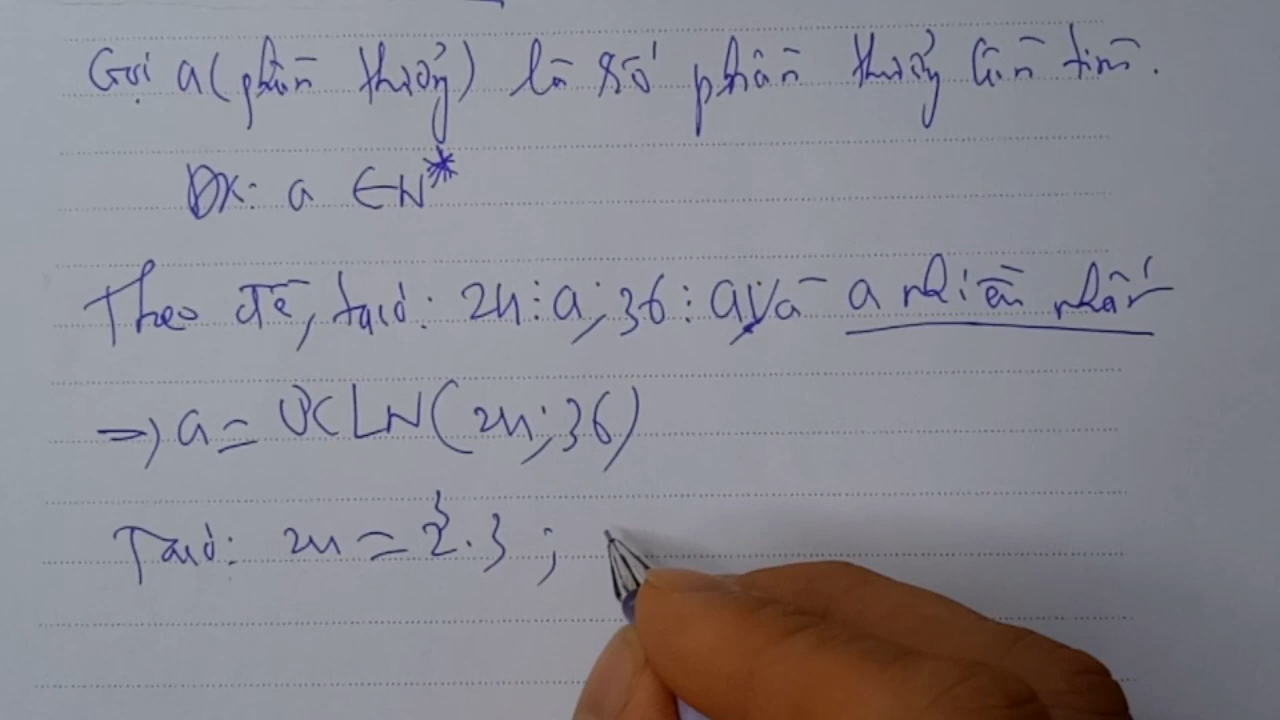 Gọi a (phần thưởng) là số phần thưởng cần tìm.
ĐK: a ∈ N*
Theo đề, ta có: 24 ⋮ a; 36 ⋮ a và a nhiều nhất
=> a = ƯCLN(24; 36)
Ta có: 24 = 2³.3 ;